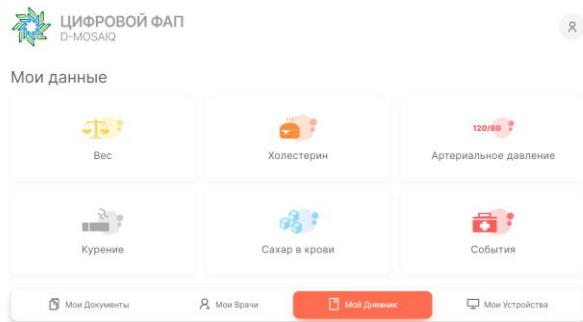 ЦИФРОВОЙ ФАП
D-MOSAIQ
Мои данные
120/80
Вес
Холестерин
Артериальное давление
Курение
Сахар в крови
События
Мои Документы
Мои Врачи
Мой Дневник
Мои Устройства